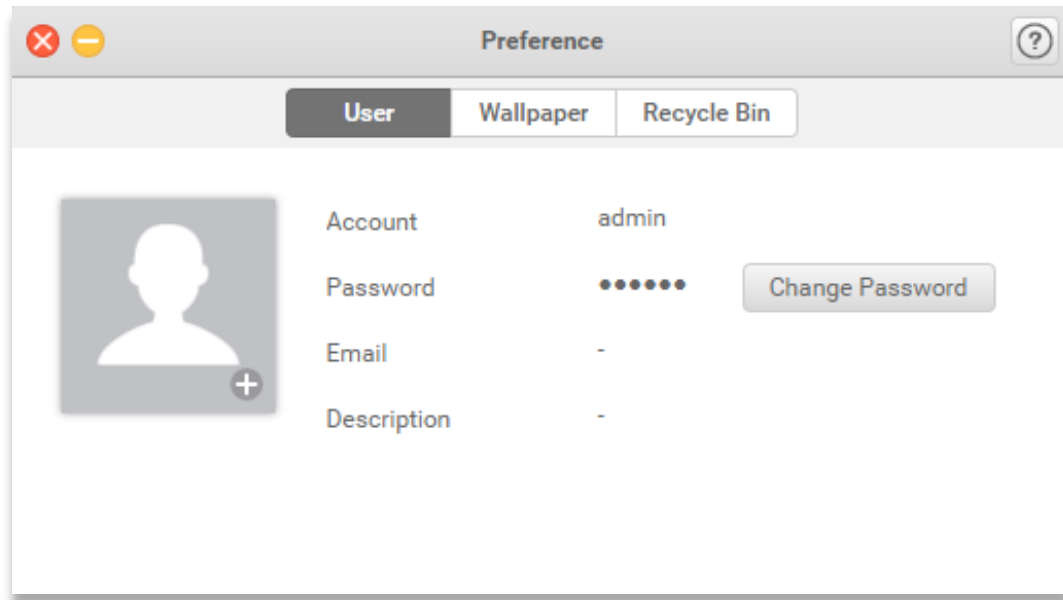 Preference
?
User Wallpaper Recycle Bin
Account admin
Password •••••• Change Password
Email -
Description -